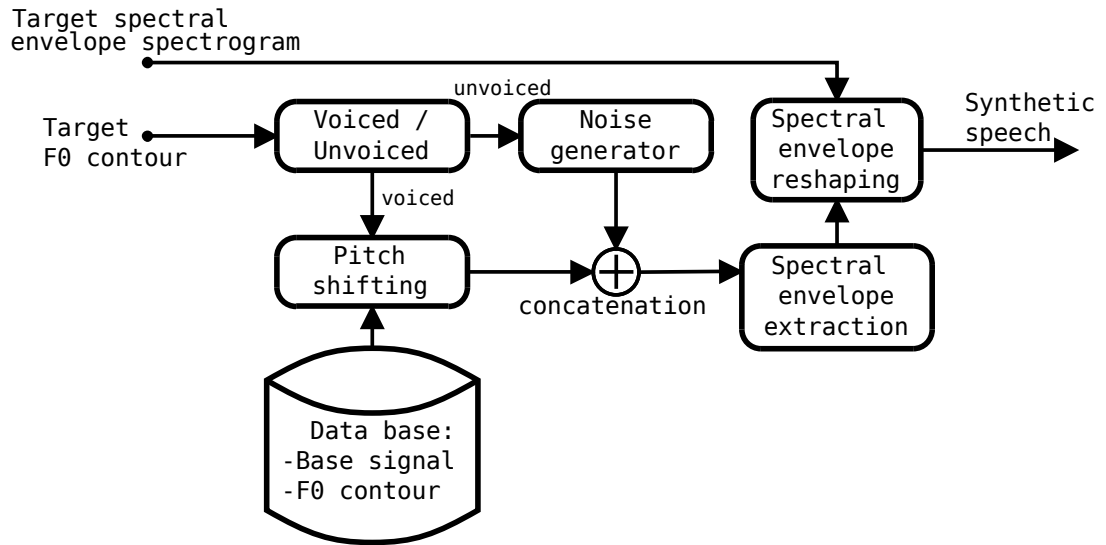 Target spectral
envelope spectrogram
Target
F0 contour
Voiced /
Unvoiced
unvoiced
Noise
generator
Spectral
envelope
reshaping
Synthetic
speech
voiced
Pitch
shifting
concatenation
Spectral
envelope
extraction
Data base:
-Base signal
-F0 contour